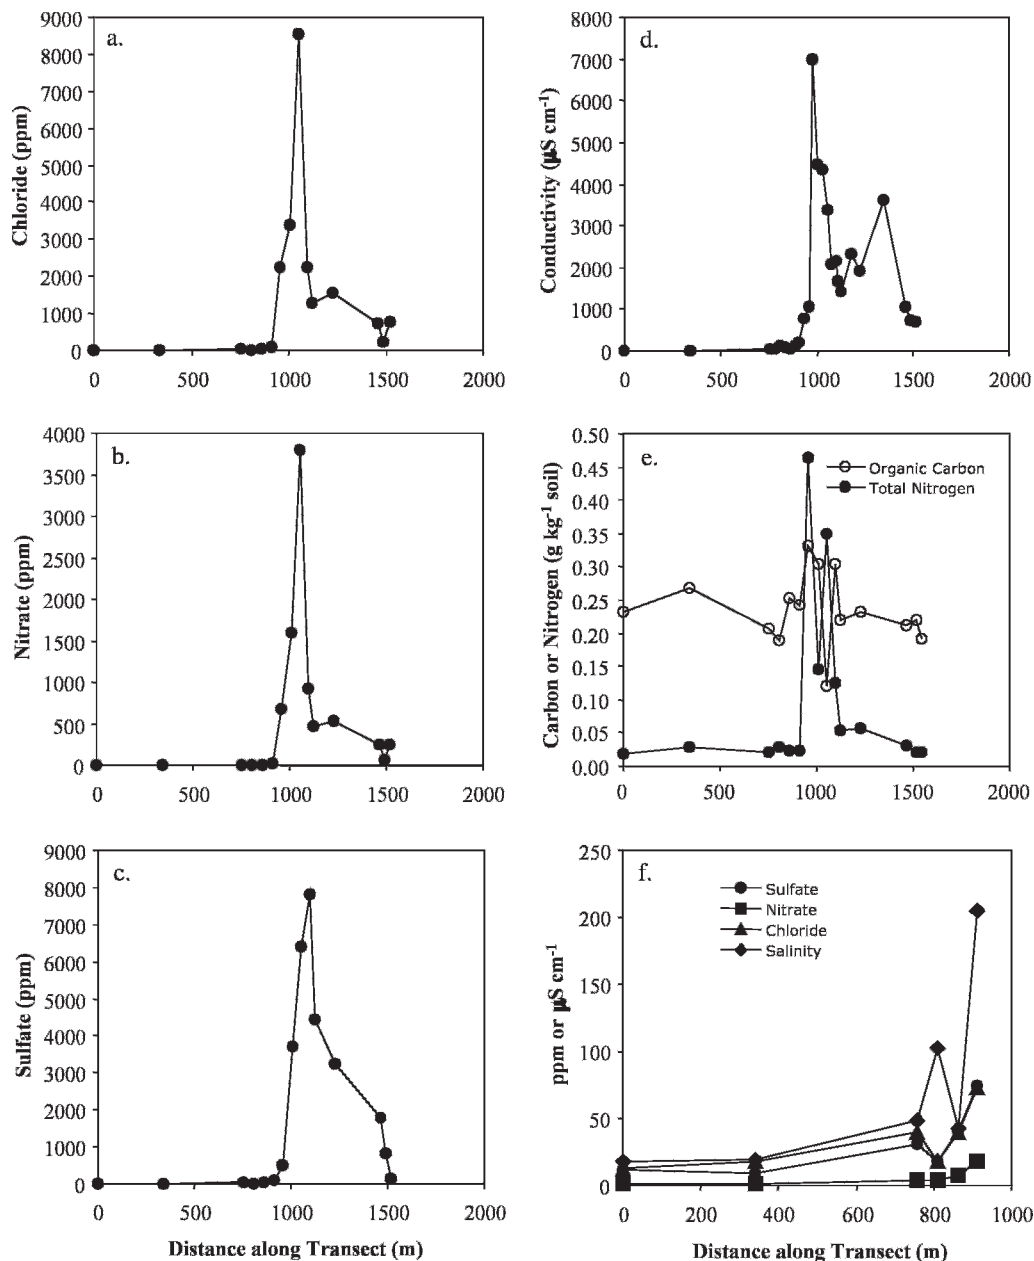 a.
Chloride (ppm)
9000
8000
7000
6000
5000
4000
3000
2000
1000
0
0 500 1000 1500 2000
d.
Conductivity (µS cm⁻¹)
8000
7000
6000
5000
4000
3000
2000
1000
0
0 500 1000 1500 2000
b.
Nitrate (ppm)
4000
3500
3000
2500
2000
1500
1000
500
0
0 500 1000 1500 2000
e.
Organic Carbon
Total Nitrogen
Carbon or Nitrogen (g kg⁻¹ soil)
0.50
0.45
0.40
0.35
0.30
0.25
0.20
0.15
0.10
0.05
0.00
0 500 1000 1500 2000
c.
Sulfate (ppm)
9000
8000
7000
6000
5000
4000
3000
2000
1000
0
0 500 1000 1500 2000
Distance along Transect (m)
f.
Sulfate
Nitrate
Chloride
Salinity
ppm or µS cm⁻¹
250
200
150
100
50
0
0 200 400 600 800 1000
Distance along Transect (m)